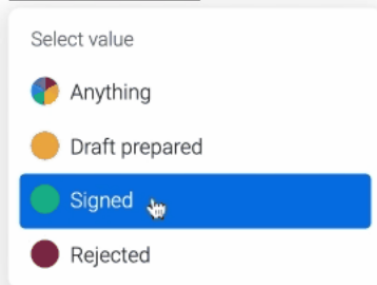 Select value
Anything
Draft prepared
Signed
Rejected